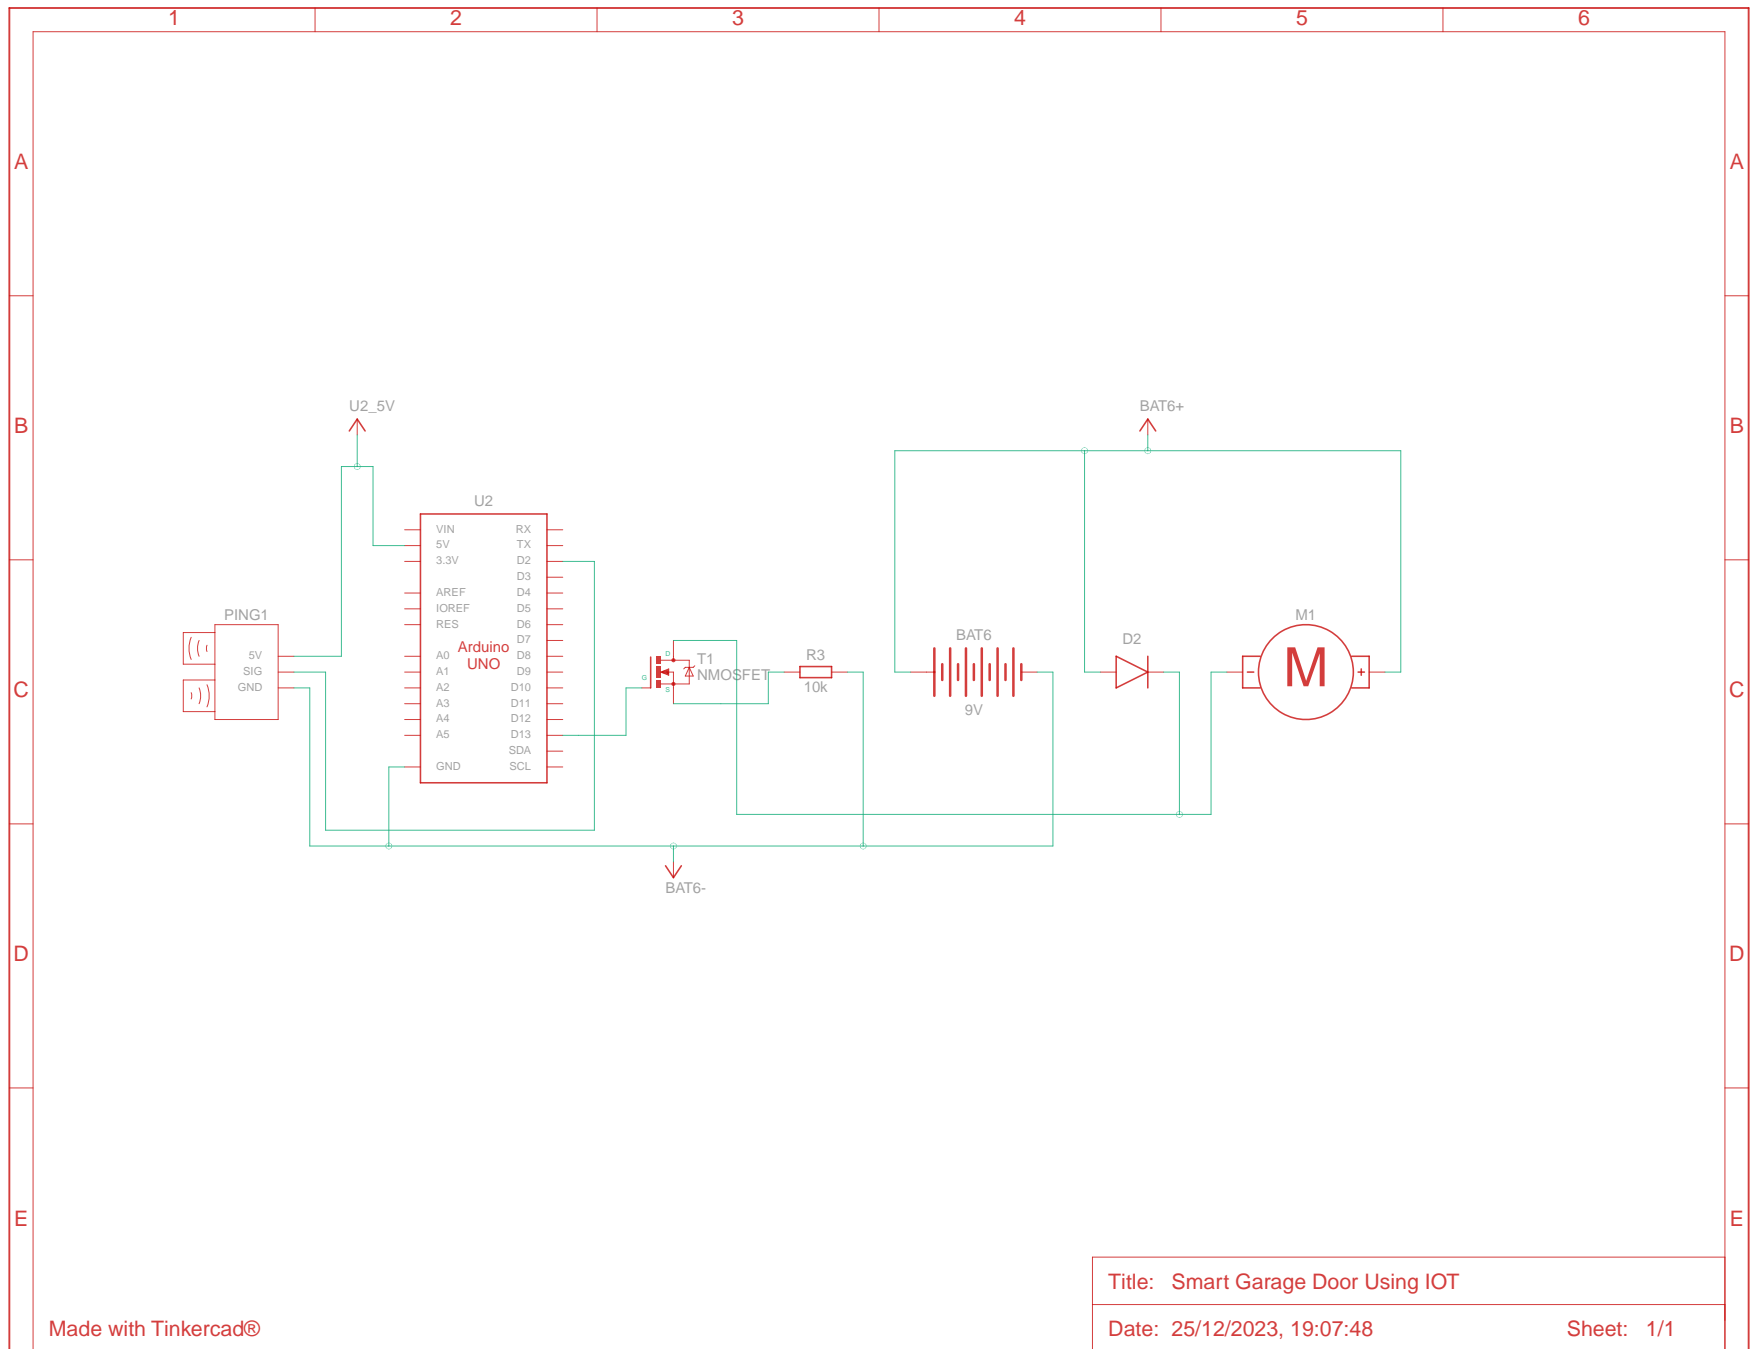 1 2 3 4 5 6
A A
U2_5V BAT6+
B B
U2
VIN RX
5V TX
3.3V D2
D3
AREF D4
IOREF D5
RES D6
D7
A0 D8
A1 D9
A2 D10
A3 D11
A4 D12
A5 D13
SDA
GND SCL
Arduino
UNO
PING1
5V
SIG
GND
D
G
S
T1
NMOSFET
R3
10k
BAT6
9V
D2
M1
- M +
C C
BAT6-
D D
E E
Title: Smart Garage Door Using IOT
Made with Tinkercad®
Date: 25/12/2023, 19:07:48 Sheet: 1/1